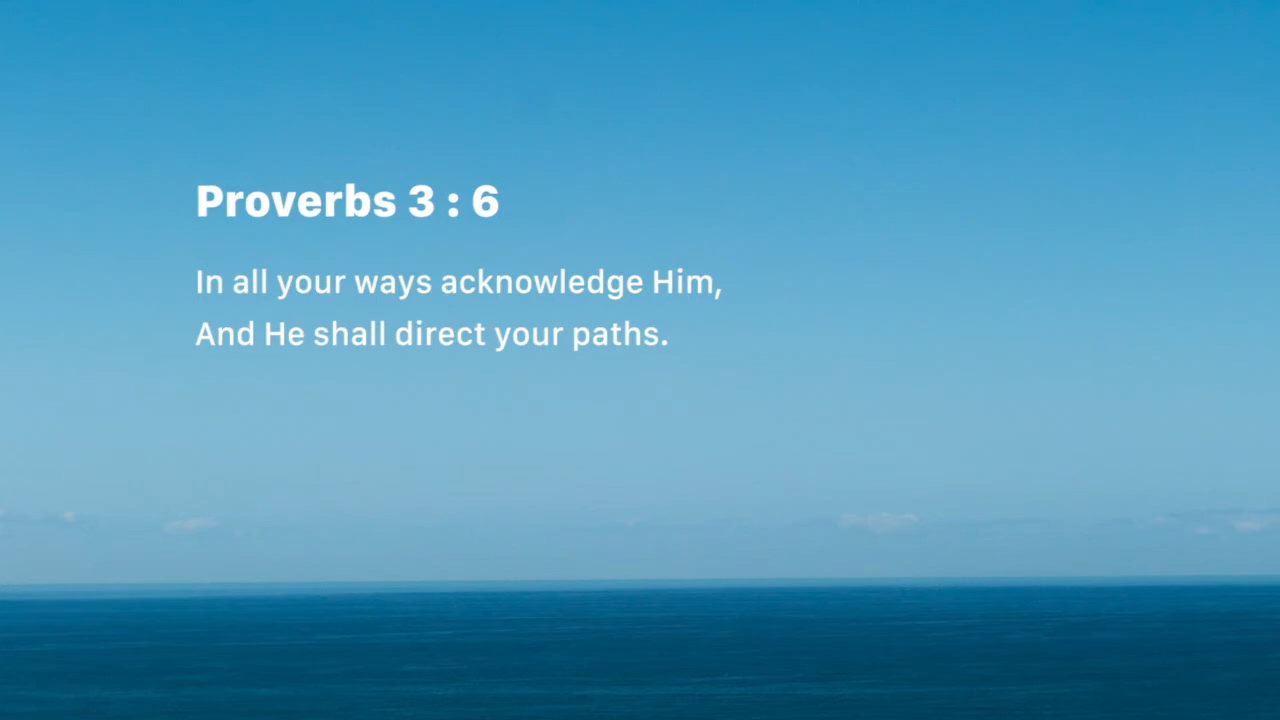 Proverbs 3 : 6
In all your ways acknowledge Him,
And He shall direct your paths.